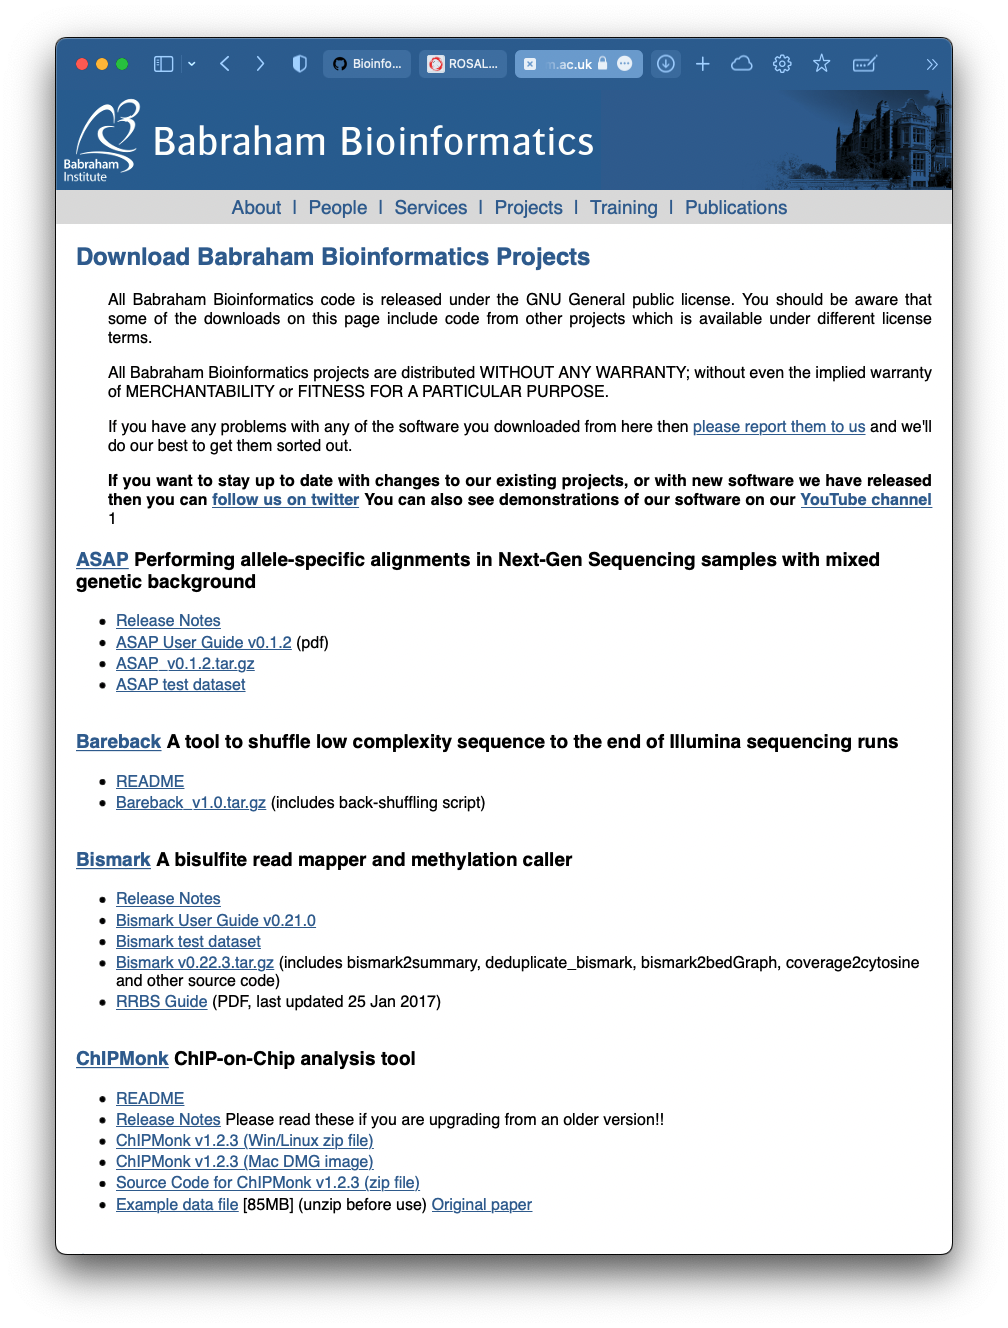 Bioinfo...
ROSAL...
n.ac.uk
Babraham
Institute
Babraham Bioinformatics
About | People | Services | Projects | Training | Publications
Download Babraham Bioinformatics Projects
All Babraham Bioinformatics code is released under the GNU General public license. You should be aware that
some of the downloads on this page include code from other projects which is available under different license
terms.
All Babraham Bioinformatics projects are distributed WITHOUT ANY WARRANTY; without even the implied warranty
of MERCHANTABILITY or FITNESS FOR A PARTICULAR PURPOSE.
If you have any problems with any of the software you downloaded from here then please report them to us and we'll
do our best to get them sorted out.
If you want to stay up to date with changes to our existing projects, or with new software we have released
then you can follow us on twitter You can also see demonstrations of our software on our YouTube channel
1
ASAP Performing allele-specific alignments in Next-Gen Sequencing samples with mixed
genetic background
• Release Notes
• ASAP User Guide v0.1.2 (pdf)
• ASAP_v0.1.2.tar.gz
• ASAP test dataset
Bareback A tool to shuffle low complexity sequence to the end of Illumina sequencing runs
• README
• Bareback_v1.0.tar.gz (includes back-shuffling script)
Bismark A bisulfite read mapper and methylation caller
• Release Notes
• Bismark User Guide v0.21.0
• Bismark test dataset
• Bismark v0.22.3.tar.gz (includes bismark2summary, deduplicate_bismark, bismark2bedGraph, coverage2cytosine
and other source code)
• RRBS Guide (PDF, last updated 25 Jan 2017)
ChIPMonk ChIP-on-Chip analysis tool
• README
• Release Notes Please read these if you are upgrading from an older version!!
• ChIPMonk v1.2.3 (Win/Linux zip file)
• ChIPMonk v1.2.3 (Mac DMG image)
• Source Code for ChIPMonk v1.2.3 (zip file)
• Example data file [85MB] (unzip before use) Original paper